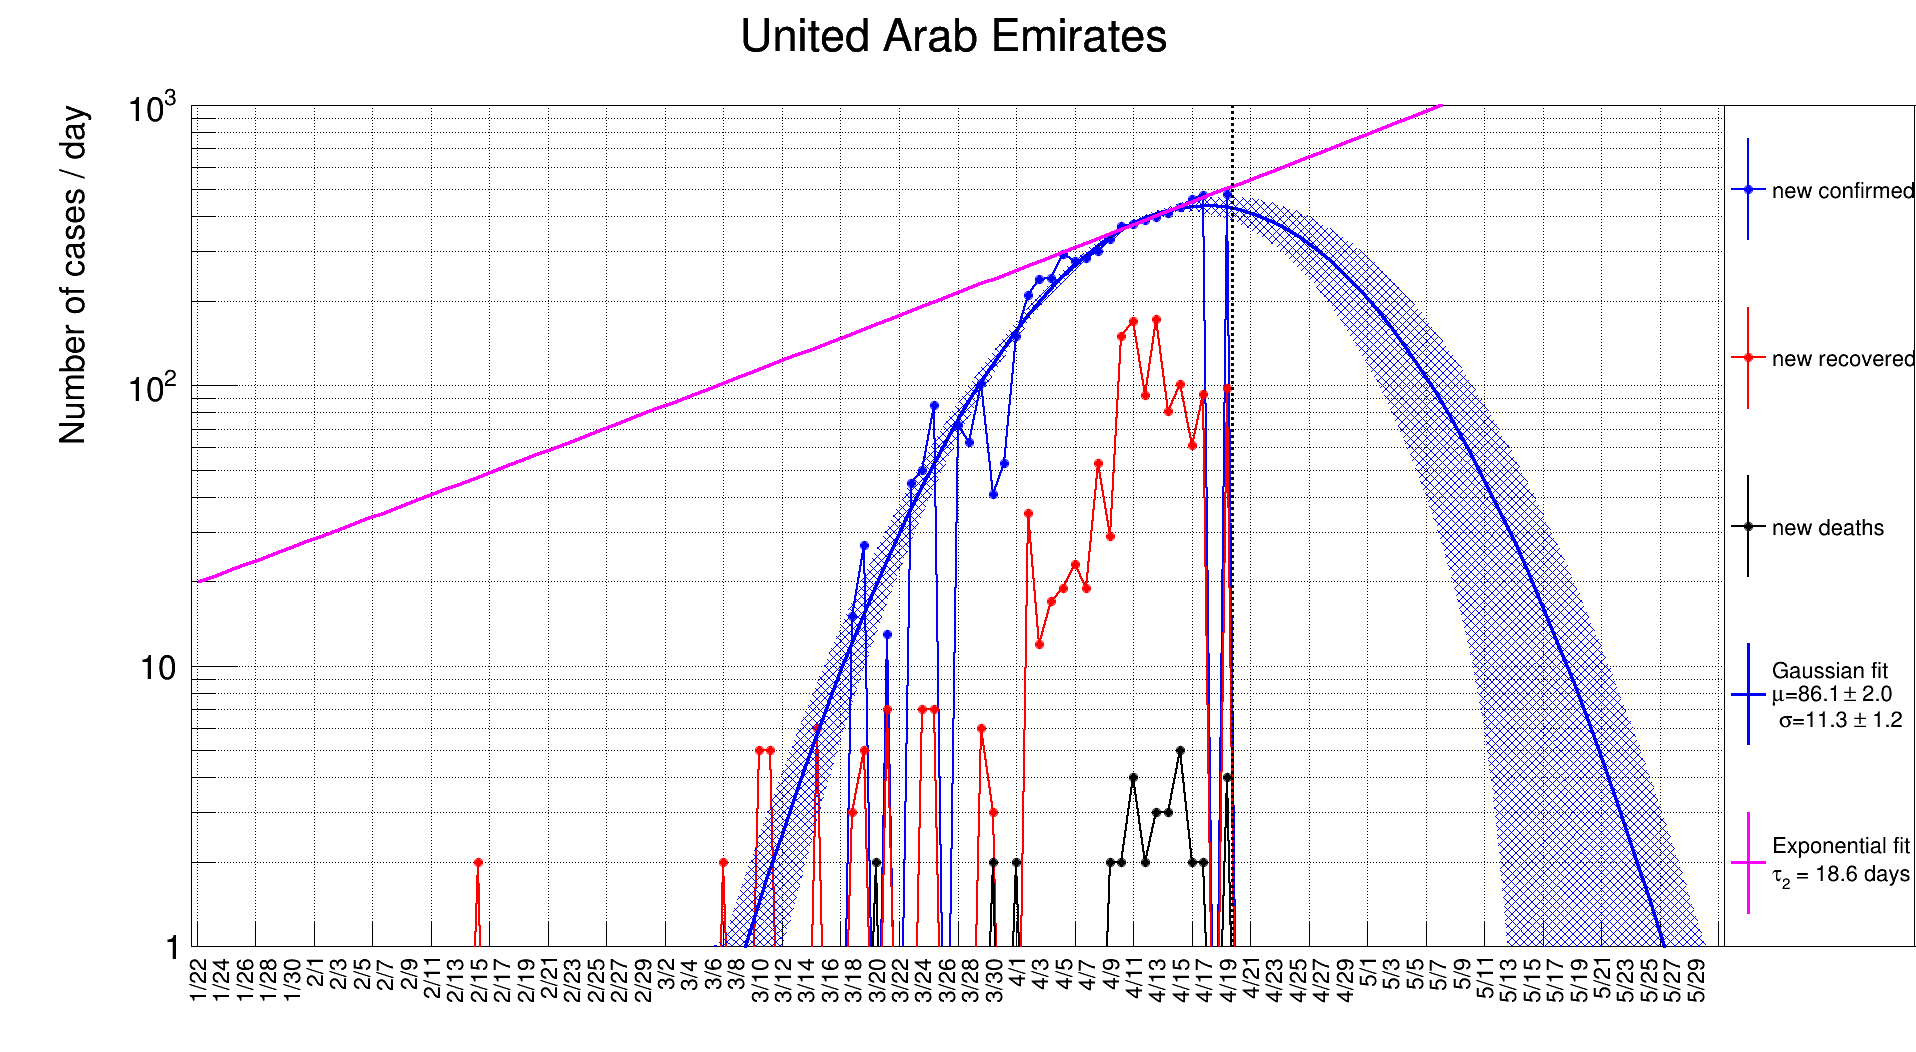 United Arab Emirates
Number of cases / day
10³
10²
10
1
1/22 1/24 1/26 1/28 1/30 2/1 2/3 2/5 2/7 2/9 2/11 2/13 2/15 2/17 2/19 2/21 2/23 2/25 2/27 2/29 3/2 3/4 3/6 3/8 3/10 3/12 3/14 3/16 3/18 3/20 3/22 3/24 3/26 3/28 3/30 4/1 4/3 4/5 4/7 4/9 4/11 4/13 4/15 4/17 4/19 4/21 4/23 4/25 4/27 4/29 5/1 5/3 5/5 5/7 5/9 5/11 5/13 5/15 5/17 5/19 5/21 5/23 5/25 5/27 5/29
new confirmed
new recovered
new deaths
Gaussian fit
μ=86.1 ± 2.0
σ=11.3 ± 1.2
Exponential fit
τ₂ = 18.6 days